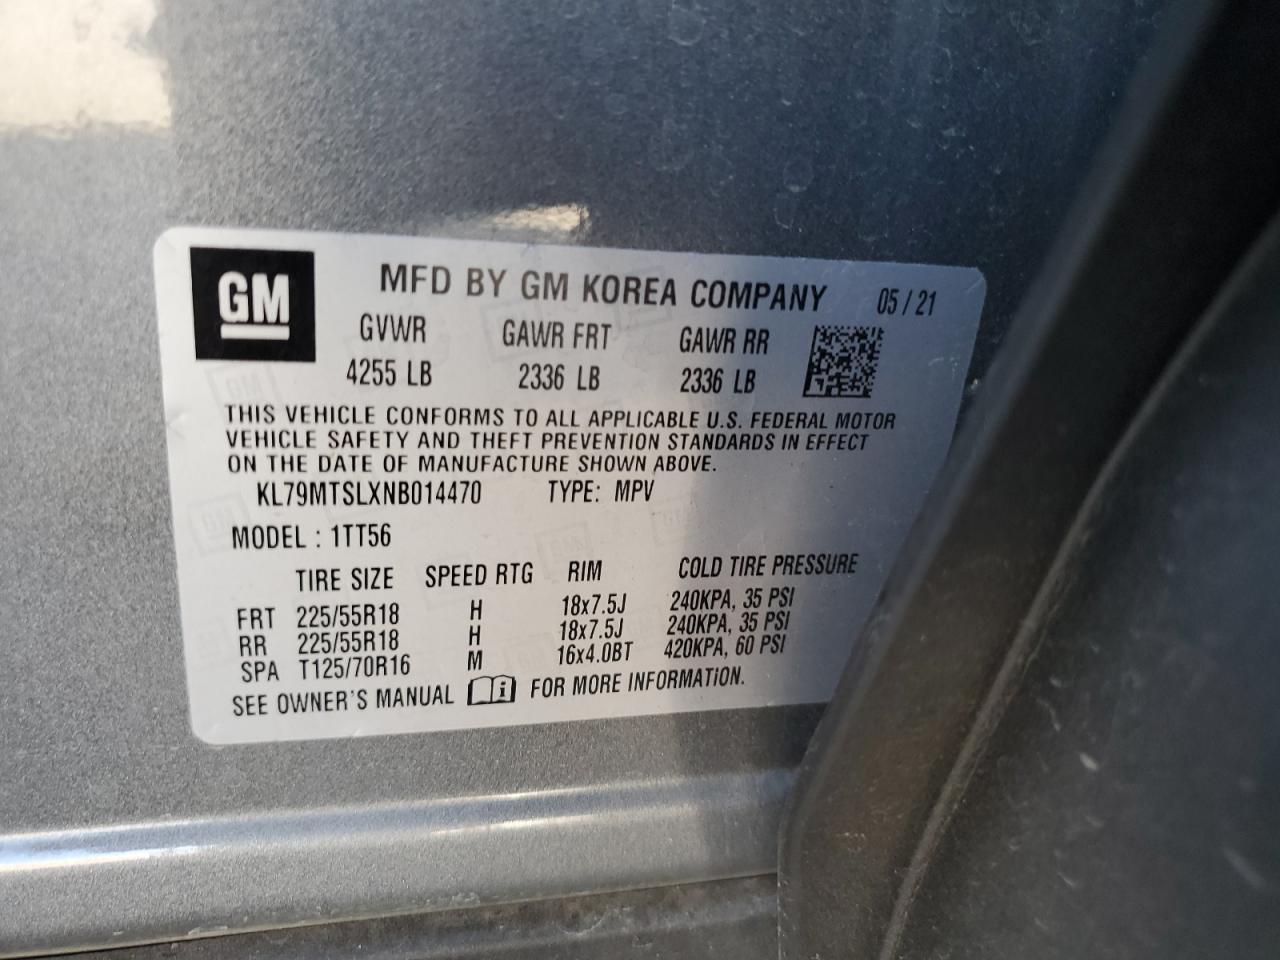 GM
MFD BY GM KOREA COMPANY 05 / 21
GVWR GAWR FRT GAWR RR
4255 LB 2336 LB 2336 LB
THIS VEHICLE CONFORMS TO ALL APPLICABLE U.S. FEDERAL MOTOR
VEHICLE SAFETY AND THEFT PREVENTION STANDARDS IN EFFECT
ON THE DATE OF MANUFACTURE SHOWN ABOVE.
KL79MTSLXNB014470 TYPE: MPV
MODEL : 1TT56
TIRE SIZE SPEED RTG RIM COLD TIRE PRESSURE
FRT 225/55R18 H 18x7.5J 240KPA, 35 PSI
RR 225/55R18 H 18x7.5J 240KPA, 35 PSI
SPA T125/70R16 M 16x4.0BT 420KPA, 60 PSI
SEE OWNER'S MANUAL i FOR MORE INFORMATION.